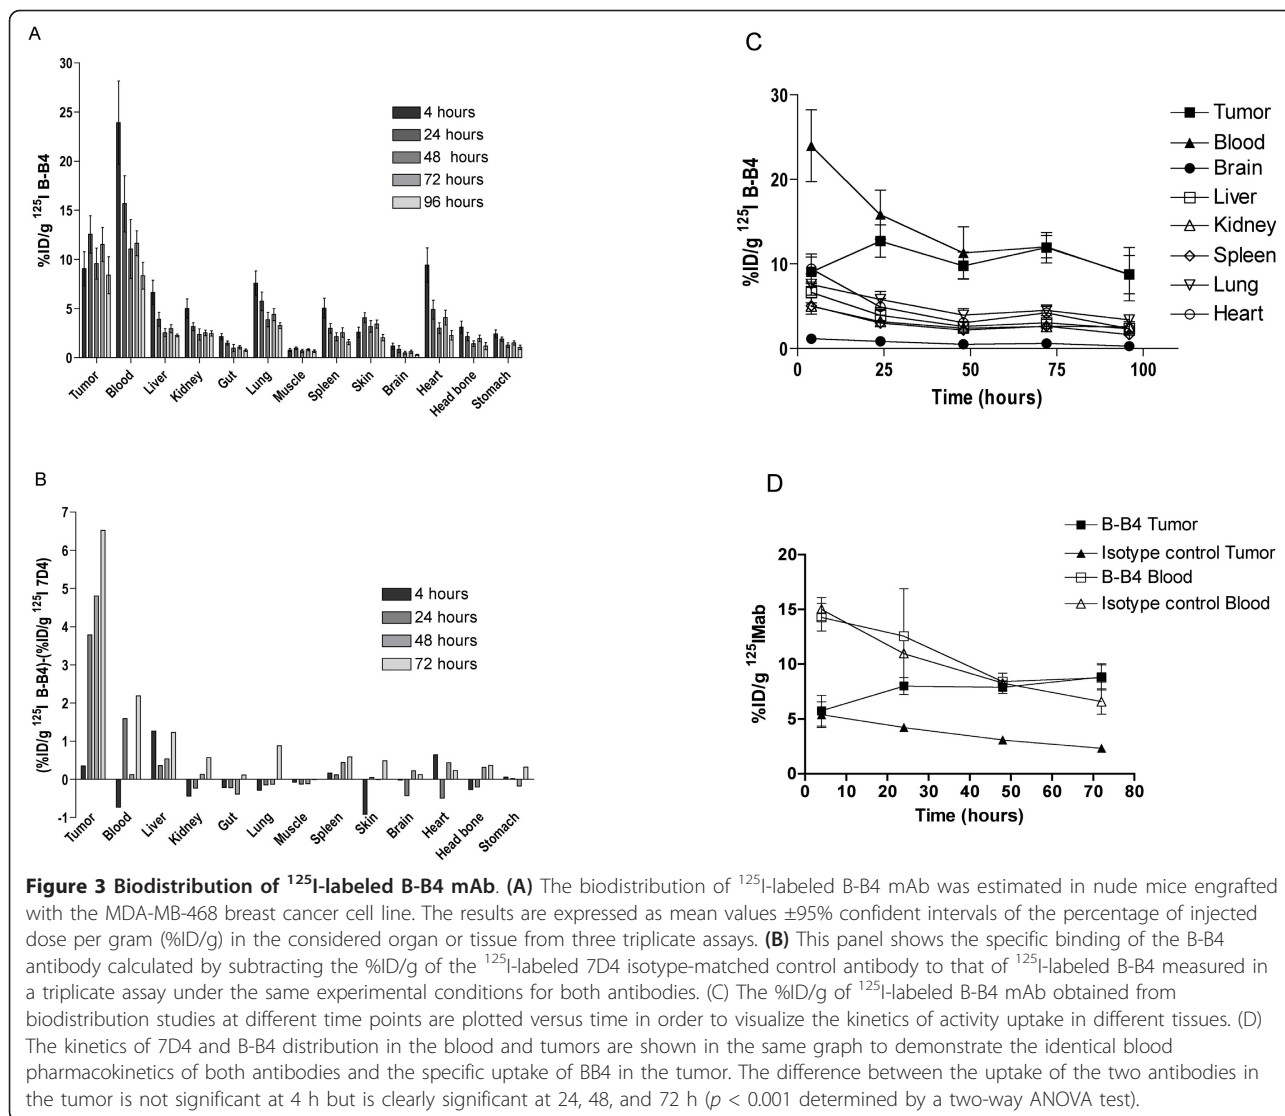 A
%ID/g 125I B-B4
30
25
20
15
10
5
0
4 hours
24 hours
48 hours
72 hours
96 hours
Tumor
Blood
Liver
Kidney
Gut
Lung
Muscle
Spleen
Skin
Brain
Heart
Head bone
Stomach
C
%ID/g 125I B-B4
30
20
10
0
0
25
50
75
100
Time (hours)
Tumor
Blood
Brain
Liver
Kidney
Spleen
Lung
Heart
B
(%ID/g 125I B-B4)-(%ID/g 125I 7D4)
7
6
5
4
3
2
1
0
-1
4 hours
24 hours
48 hours
72 hours
Tumor
Blood
Liver
Kidney
Gut
Lung
Muscle
Spleen
Skin
Brain
Heart
Head bone
Stomach
D
%ID/g 125IMab
20
15
10
5
0
0
10
20
30
40
50
60
70
80
Time (hours)
B-B4 Tumor
Isotype control Tumor
B-B4 Blood
Isotype control Blood
Figure 3 Biodistribution of 125I-labeled B-B4 mAb. (A) The biodistribution of 125I-labeled B-B4 mAb was estimated in nude mice engrafted
with the MDA-MB-468 breast cancer cell line. The results are expressed as mean values ±95% confident intervals of the percentage of injected
dose per gram (%ID/g) in the considered organ or tissue from three triplicate assays. (B) This panel shows the specific binding of the B-B4
antibody calculated by subtracting the %ID/g of the 125I-labeled 7D4 isotype-matched control antibody to that of 125I-labeled B-B4 measured in
a triplicate assay under the same experimental conditions for both antibodies. (C) The %ID/g of 125I-labeled B-B4 mAb obtained from
biodistribution studies at different time points are plotted versus time in order to visualize the kinetics of activity uptake in different tissues. (D)
The kinetics of 7D4 and B-B4 distribution in the blood and tumors are shown in the same graph to demonstrate the identical blood
pharmacokinetics of both antibodies and the specific uptake of BB4 in the tumor. The difference between the uptake of the two antibodies in
the tumor is not significant at 4 h but is clearly significant at 24, 48, and 72 h (p < 0.001 determined by a two-way ANOVA test).